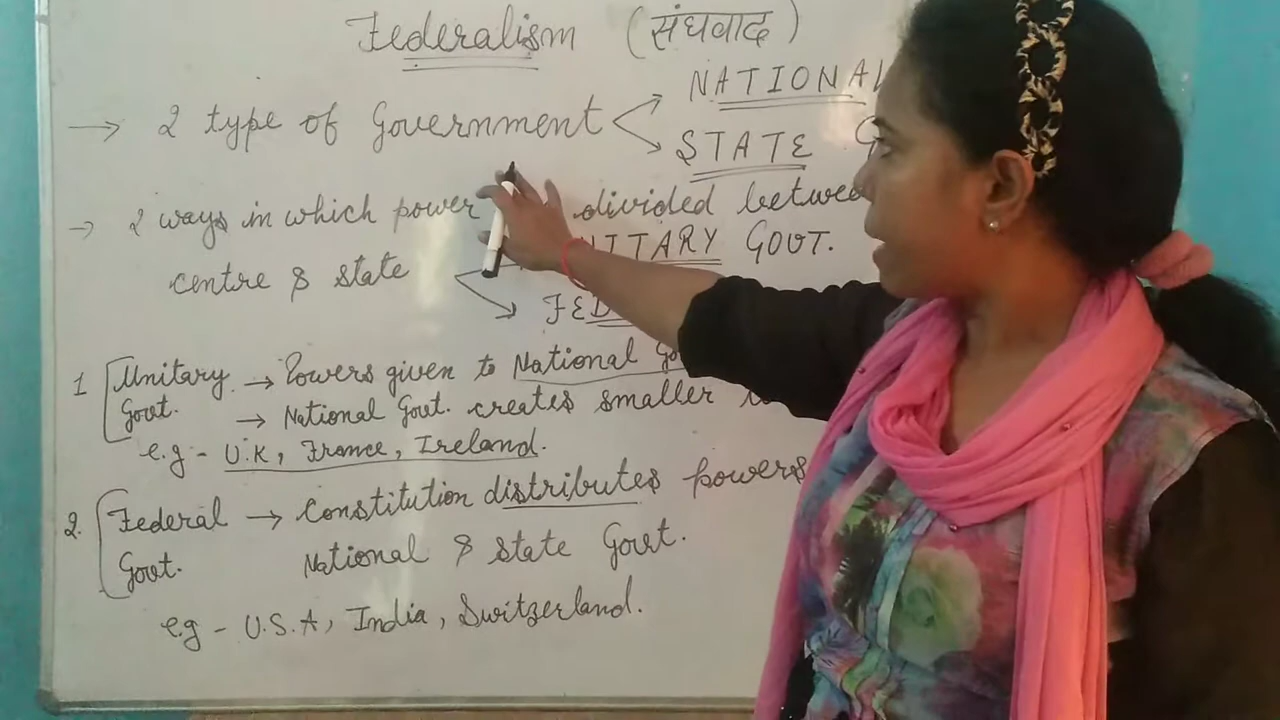 Federalism (संघवाद)
→ 2 type of Government
NATIONAL
STATE G
→ 2 ways in which power divided between
centre & state
UNITARY GOVT.
FED
1 Unitary Govt. → Powers given to National Go
→ National Govt. creates smaller
e.g - U.K, France, Ireland.
2. Federal Govt. → Constitution distributes powers
National & state Govt.
e.g - U.S.A, India, Switzerland.